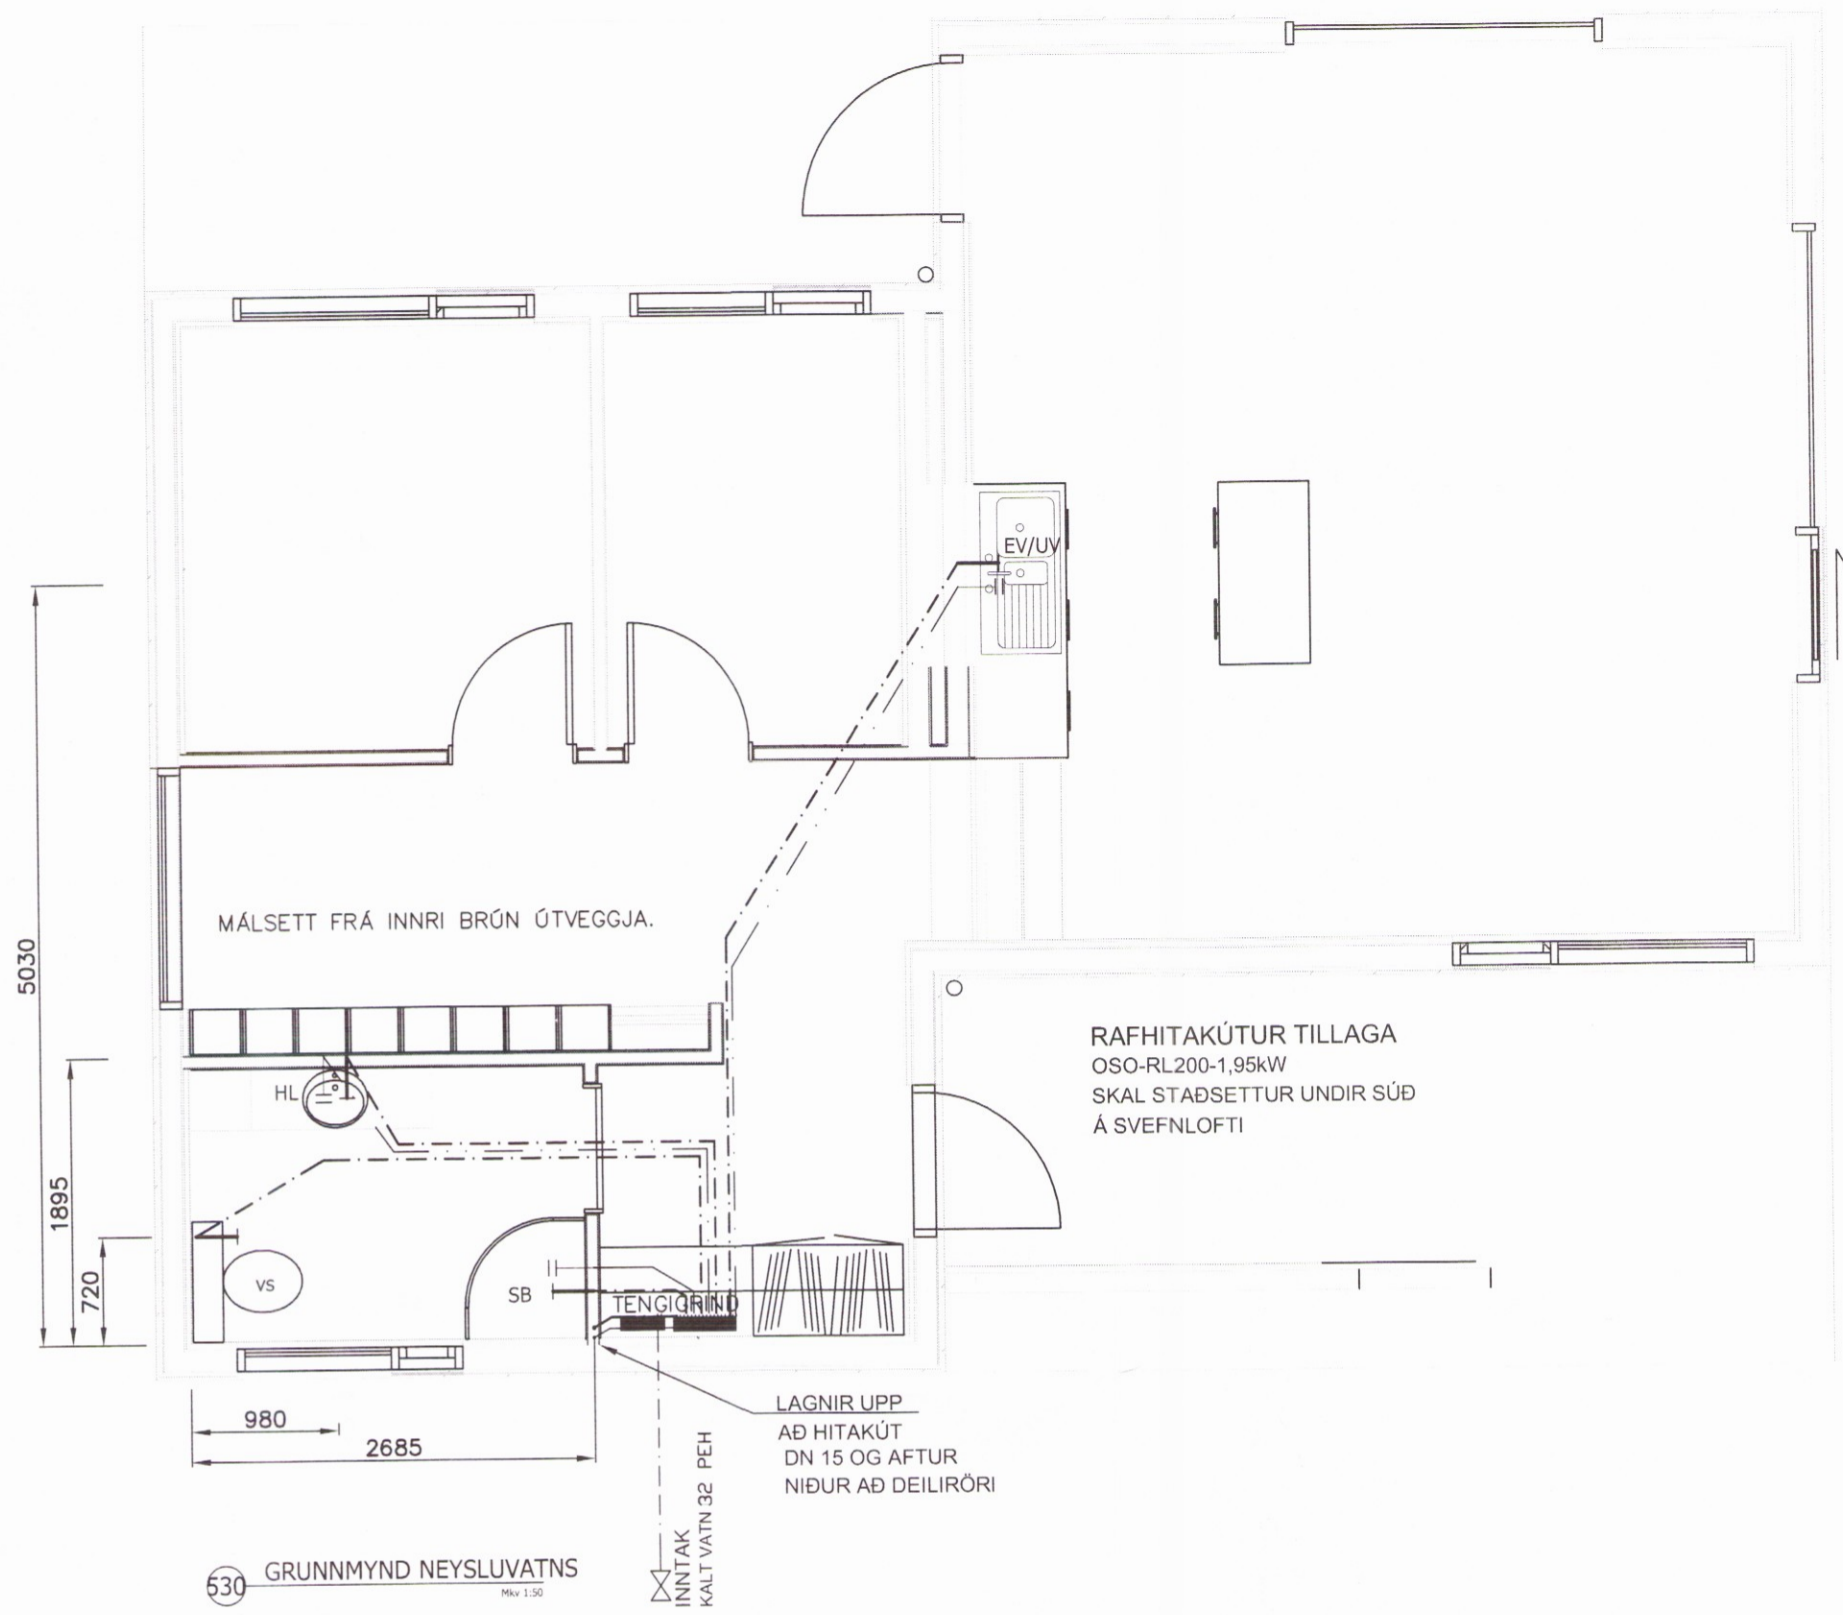 EV/UV
MÁLSETT FRÁ INNRI BRÚN ÚTVEGGJA.
5030
1895
720
HL
VS
SB
TENGIGRIND
RAFHITAKÚTUR TILLAGA
OSO-RL200-1,95kW
SKAL STAÐSETTUR UNDIR SÚÐ
Á SVEFNLOFTI
980
2685
LAGNIR UPP
AÐ HITAKÚT
DN 15 OG AFTUR
NIÐUR AÐ DEILIRÖRI
INNTAK
KALT VATN 32 PEH
530
GRUNNMYND NEYSLUVATNS
Mkv 1:50